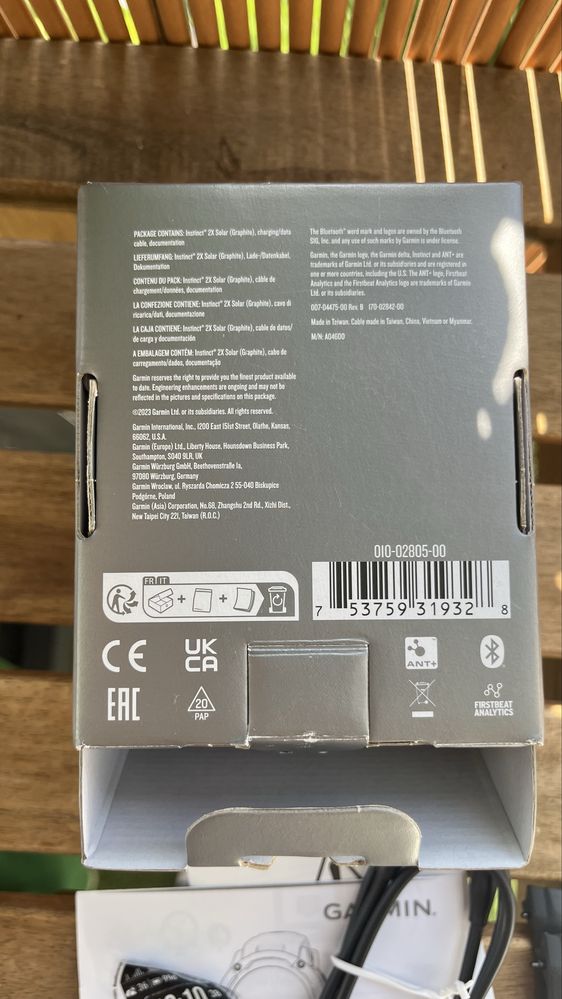 PACKAGE CONTAINS: Instinct® 2X Solar (Graphite), charging/data
cable, documentation
LIEFERUMFANG: Instinct® 2X Solar (Graphite), Lade-/Datenkabel,
Dokumentation
CONTENU DU PACK: Instinct® 2X Solar (Graphite), câble de
chargement/données, documentation
LA CONFEZIONE CONTIENE: Instinct® 2X Solar (Graphite), cavo di
ricarica/dati, documentazione
LA CAJA CONTIENE: Instinct® 2X Solar (Graphite), cable de datos/
de carga y documentación
A EMBALAGEM CONTÉM: Instinct® 2X Solar (Graphite), cabo de
carregamento/dados, documentação
Garmin reserves the right to provide you the finest product available
to date. Engineering enhancements are ongoing and may not be
reflected in the pictures and specifications on this package.
©2023 Garmin Ltd. or its subsidiaries. All rights reserved.
Garmin International, Inc., 1200 East 151st Street, Olathe, Kansas,
66062, U.S.A.
Garmin (Europe) Ltd., Liberty House, Hounsdown Business Park,
Southampton, SO40 9LR, UK
Garmin Würzburg GmbH, Beethovenstraße 1a,
97080 Würzburg, Germany
Garmin Wroclaw, ul. Ryszarda Chomicza 2 55-080 Biskupice
Podgórne, Poland
Garmin (Asia) Corporation, No.68, Zhangshu 2nd Rd., Xizhi Dist.,
New Taipei City 221, Taiwan (R.O.C.)
The Bluetooth® word mark and logos are owned by the Bluetooth
SIG, Inc. and any use of such marks by Garmin is under license.
Garmin, the Garmin logo, the Garmin delta, Instinct and ANT+ are
trademarks of Garmin Ltd. or its subsidiaries and are registered in
one or more countries, including the U.S. The ANT+ logo, Firstbeat
Analytics and the Firstbeat Analytics logo are trademarks of Garmin
Ltd. or its subsidiaries.
007-04475-00 Rev. B 170-02842-00
Made in Taiwan. Cable made in Taiwan, China, Vietnam or Myanmar.
M/N: A04600
010-02805-00
7 53759 31932 8
FR IT
+ +
CE
UK
CA
ANT+
EAC
20
PAP
FIRSTBEAT
ANALYTICS
GARMIN.